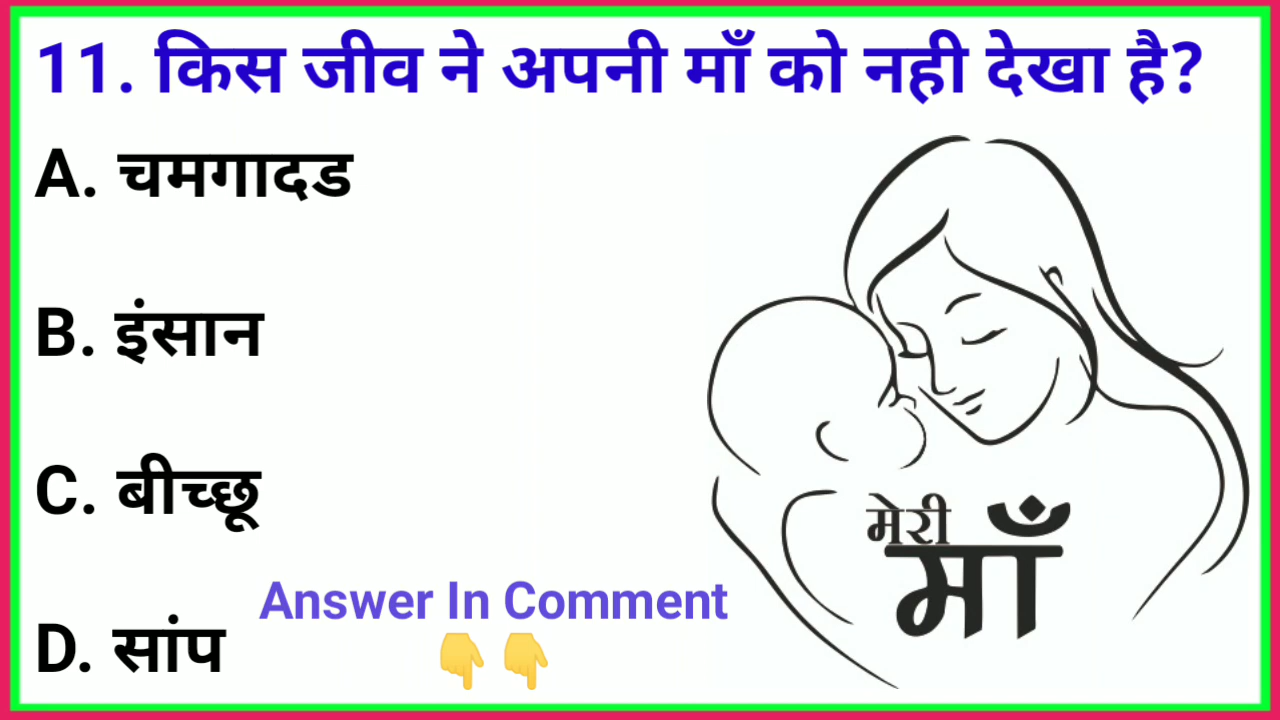 11. किस जीव ने अपनी माँ को नही देखा है?
A. चमगादड
B. इंसान
C. बीच्छू
D. सांप
Answer In Comment
👇👇
मेरी
माँ